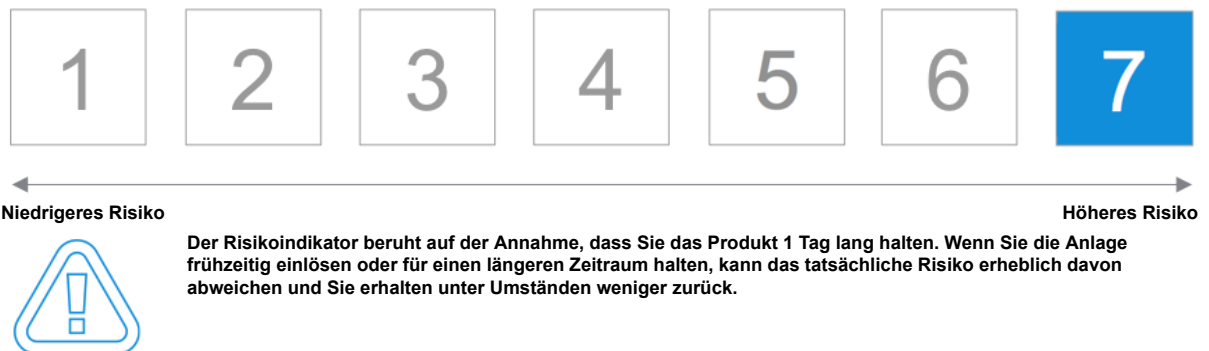 1 2 3 4 5 6 7
Niedrigeres Risiko Höheres Risiko
Der Risikoindikator beruht auf der Annahme, dass Sie das Produkt 1 Tag lang halten. Wenn Sie die Anlage
frühzeitig einlösen oder für einen längeren Zeitraum halten, kann das tatsächliche Risiko erheblich davon
abweichen und Sie erhalten unter Umständen weniger zurück.